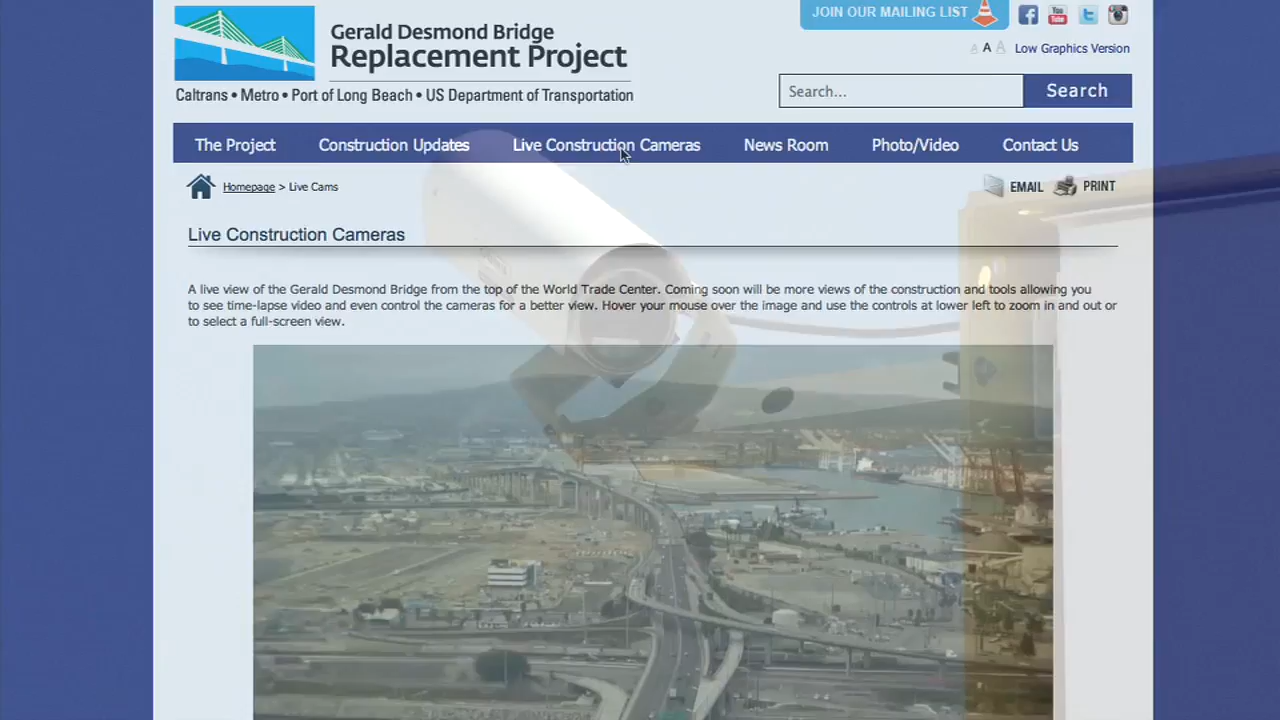 JOIN OUR MAILING LIST
You
Tube
Gerald Desmond Bridge
Replacement Project
A A A Low Graphics Version
Caltrans • Metro • Port of Long Beach • US Department of Transportation
Search... Search
The Project Construction Updates Live Construction Cameras News Room Photo/Video Contact Us
Homepage > Live Cams EMAIL PRINT
Live Construction Cameras
A live view of the Gerald Desmond Bridge from the top of the World Trade Center. Coming soon will be more views of the construction and tools allowing you
to see time-lapse video and even control the cameras for a better view. Hover your mouse over the image and use the controls at lower left to zoom in and out or
to select a full-screen view.